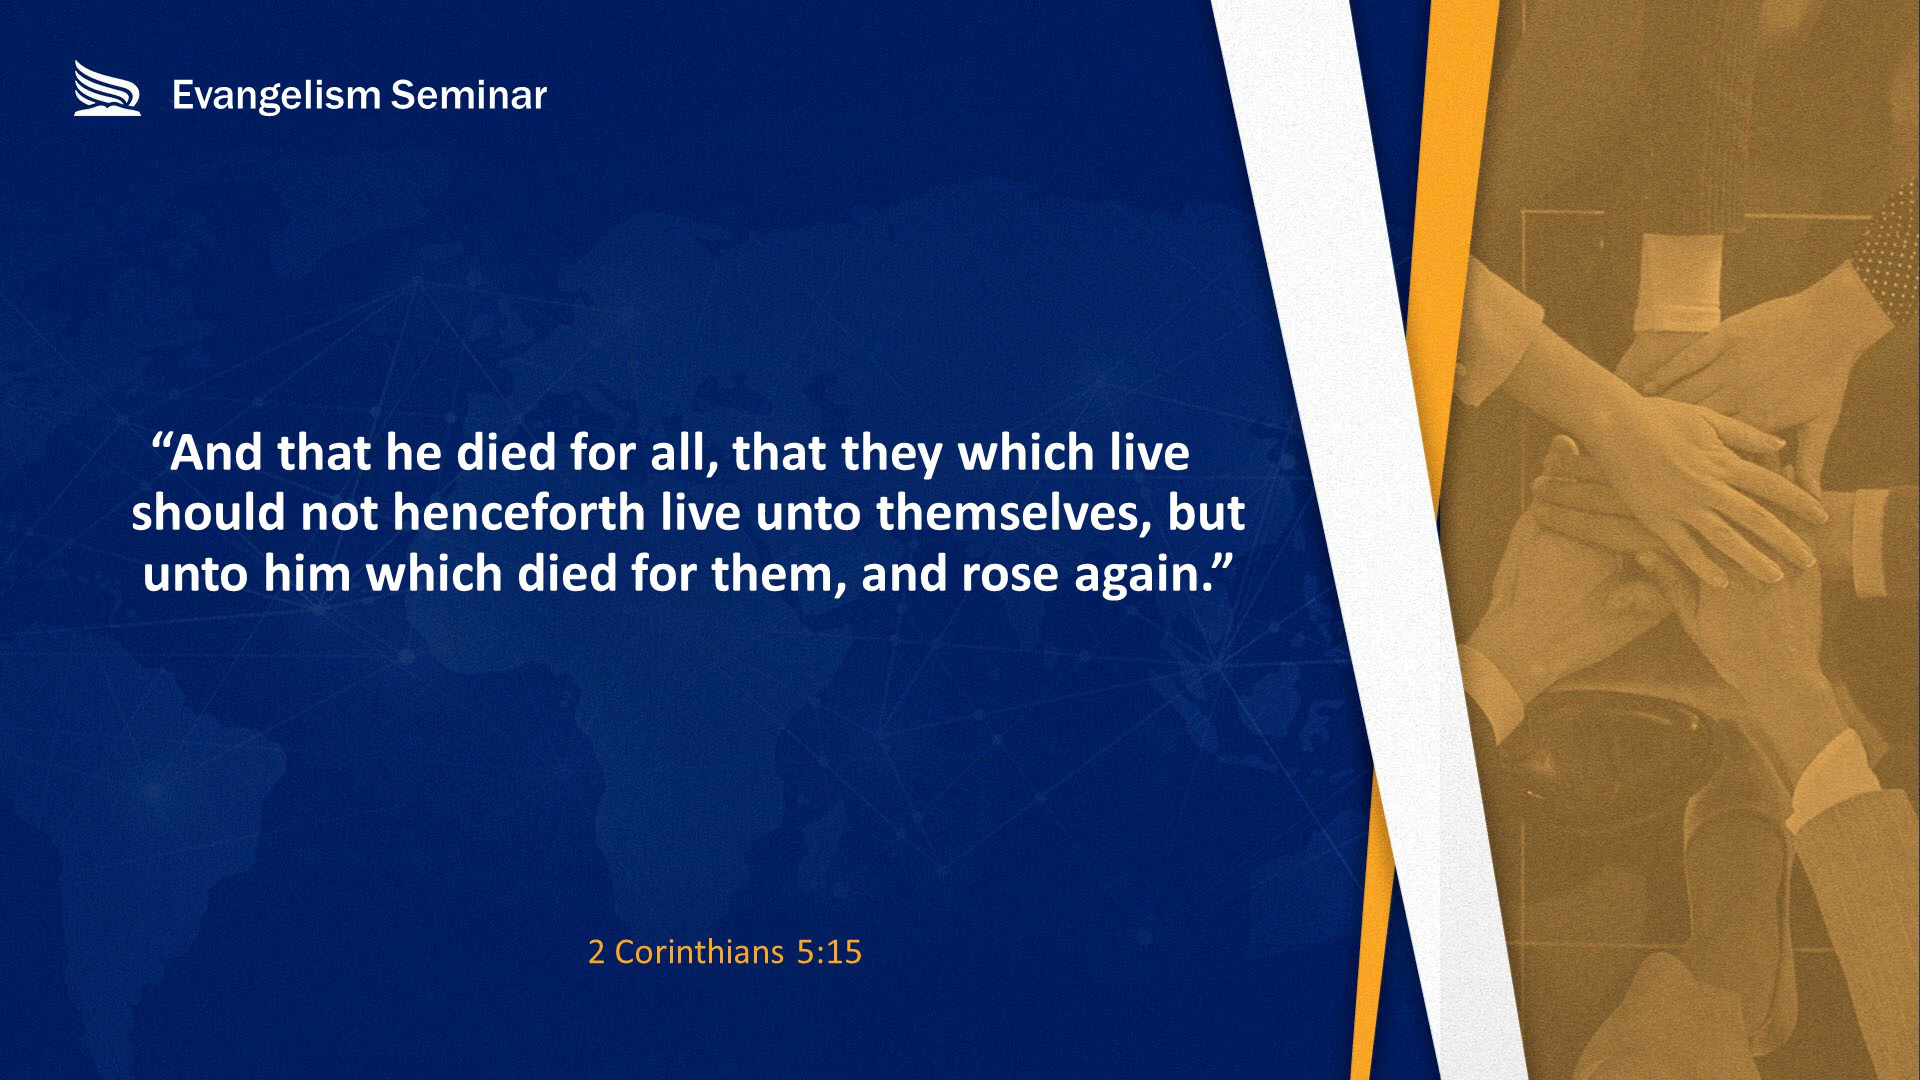 Evangelism Seminar
“And that he died for all, that they which live
should not henceforth live unto themselves, but
unto him which died for them, and rose again.”
2 Corinthians 5:15